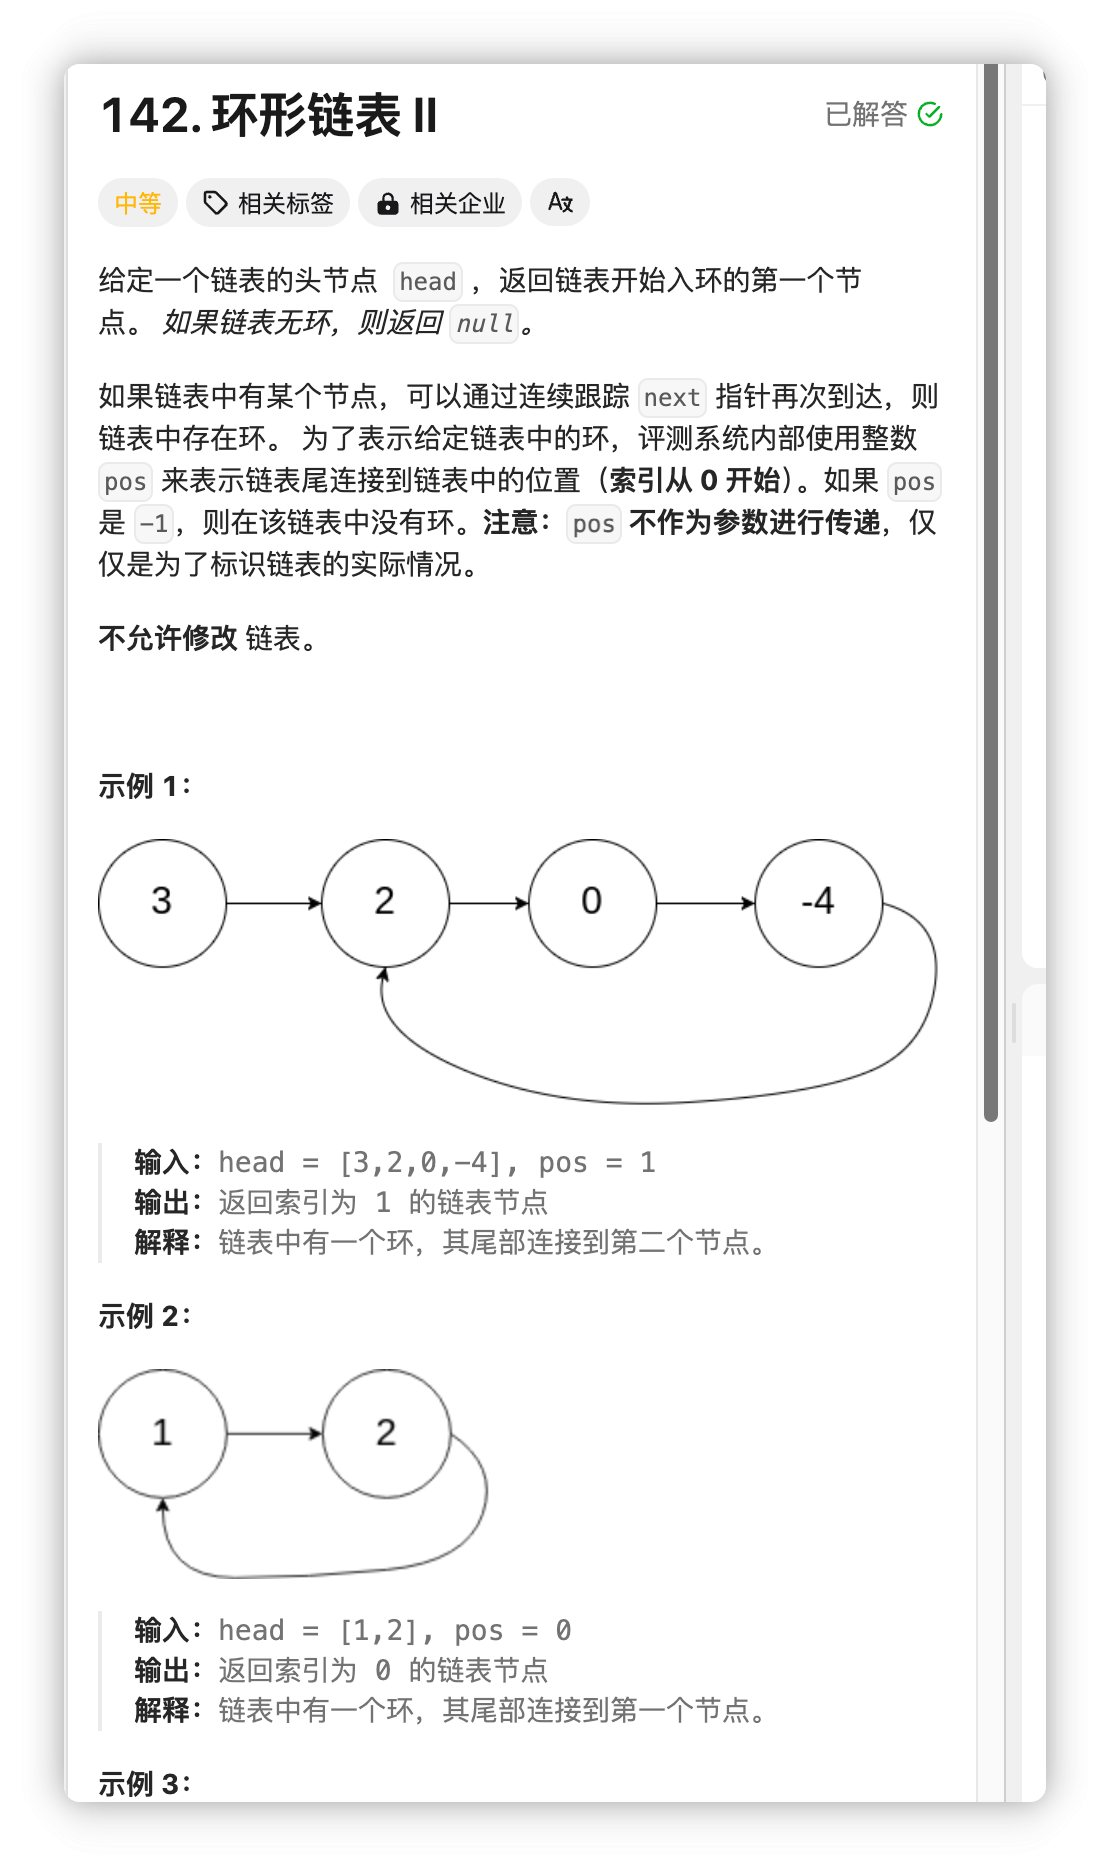 142. 环形链表 II
已解答
中等
相关标签
相关企业
给定一个链表的头节点 head ，返回链表开始入环的第一个节
点。 如果链表无环，则返回 null。
如果链表中有某个节点，可以通过连续跟踪 next 指针再次到达，则
链表中存在环。 为了表示给定链表中的环，评测系统内部使用整数
pos 来表示链表尾连接到链表中的位置（索引从 0 开始）。如果 pos
是 -1，则在该链表中没有环。注意：pos 不作为参数进行传递，仅
仅是为了标识链表的实际情况。
不允许修改 链表。
示例 1：
3 2 0 -4
输入：head = [3,2,0,-4], pos = 1
输出：返回索引为 1 的链表节点
解释：链表中有一个环，其尾部连接到第二个节点。
示例 2：
1 2
输入：head = [1,2], pos = 0
输出：返回索引为 0 的链表节点
解释：链表中有一个环，其尾部连接到第一个节点。
示例 3：